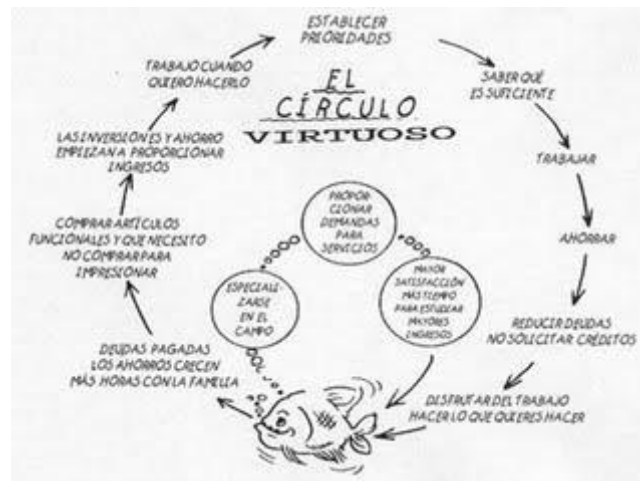 ESTABLECER
PRIORIDADES
EL
CÍRCULO
VIRTUOSO
SABER QUÉ
ES SUFICIENTE
TRABAJAR
AHORRAR
REDUCIR DEUDAS
NO SOLICITAR CRÉDITOS
DISFRUTAR DEL TRABAJO
HACER LO QUE QUIERES HACER
DEUDAS PAGADAS
LOS AHORROS CRECEN
MÁS HORAS CON LA FAMILIA
COMPRAR ARTÍCULOS
FUNCIONALES Y QUE NECESITO
NO COMPRAR PARA
IMPRESIONAR
LAS INVERSIONES Y AHORRO
EMPIEZAN A PROPORCIONAR
INGRESOS
TRABAJO CUANDO
QUIERO HACERLO
ESPECIALI-
ZARSE
EN EL
CAMPO
PROPOR-
CIONAR
DEMANDAS
PARA
SERVICIOS
MAYOR
SATISFACCIÓN
MÁS TIEMPO
PARA ESTUDIAR
MAYORES
INGRESOS